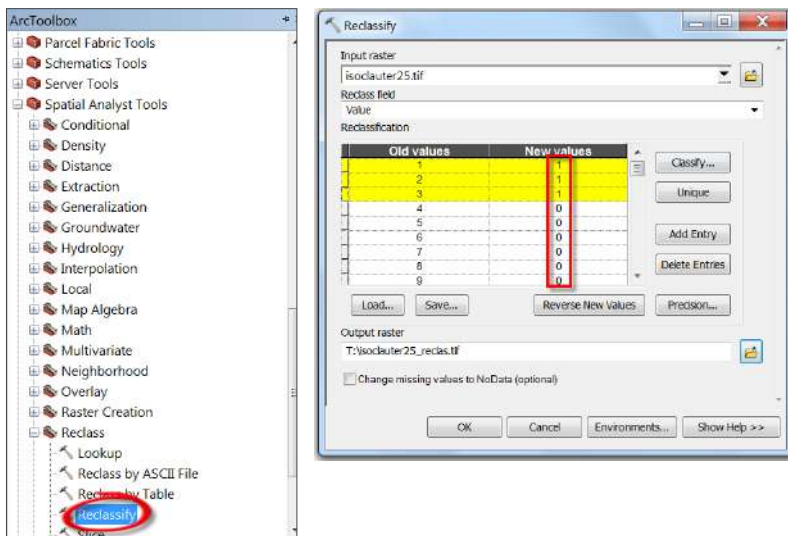 ArcToolbox
Parcel Fabric Tools
Schematics Tools
Server Tools
Spatial Analyst Tools
Conditional
Density
Distance
Extraction
Generalization
Groundwater
Hydrology
Interpolation
Local
Map Algebra
Math
Multivariate
Neighborhood
Overlay
Raster Creation
Reclass
Lookup
Reclass by ASCII File
Reclass by Table
Reclassify
Slice
Reclassify
Input raster
isoclauter25.tif
Reclass field
Value
Reclassification
Old values New values
1 1
2 1
3 1
4 0
5 0
6 0
7 0
8 0
9 0
Classify...
Unique
Add Entry
Delete Entries
Load... Save... Reverse New Values Precision...
Output raster
T:\isoclauter25_reclas.tif
Change missing values to NoData (optional)
OK Cancel Environments... Show Help >>